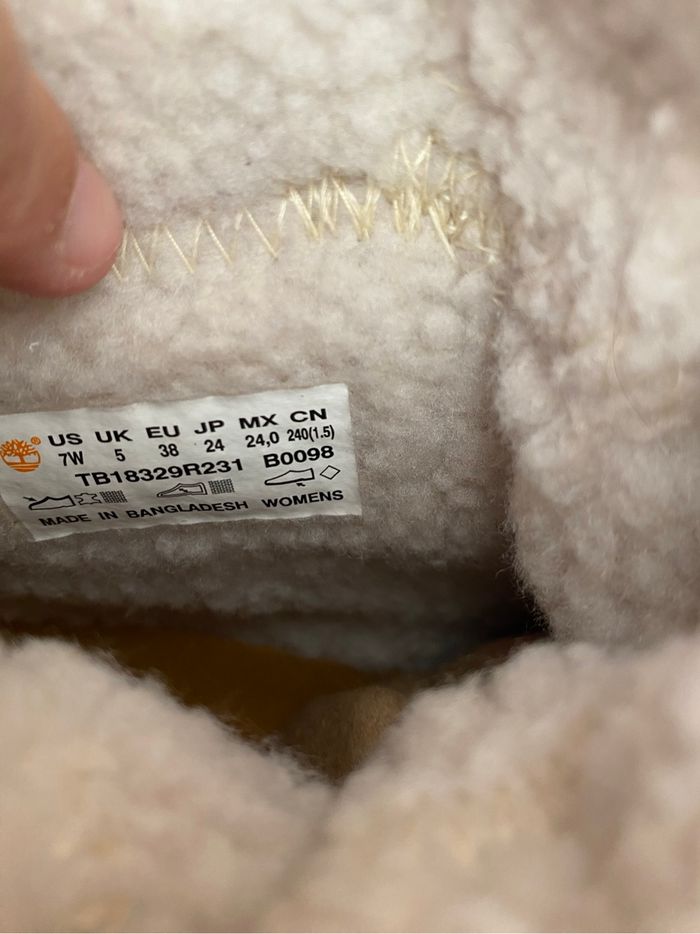 US UK EU JP MX CN
7W 5 38 24 24,0 240(1.5)
TB18329R231 B0098
MADE IN BANGLADESH WOMENS